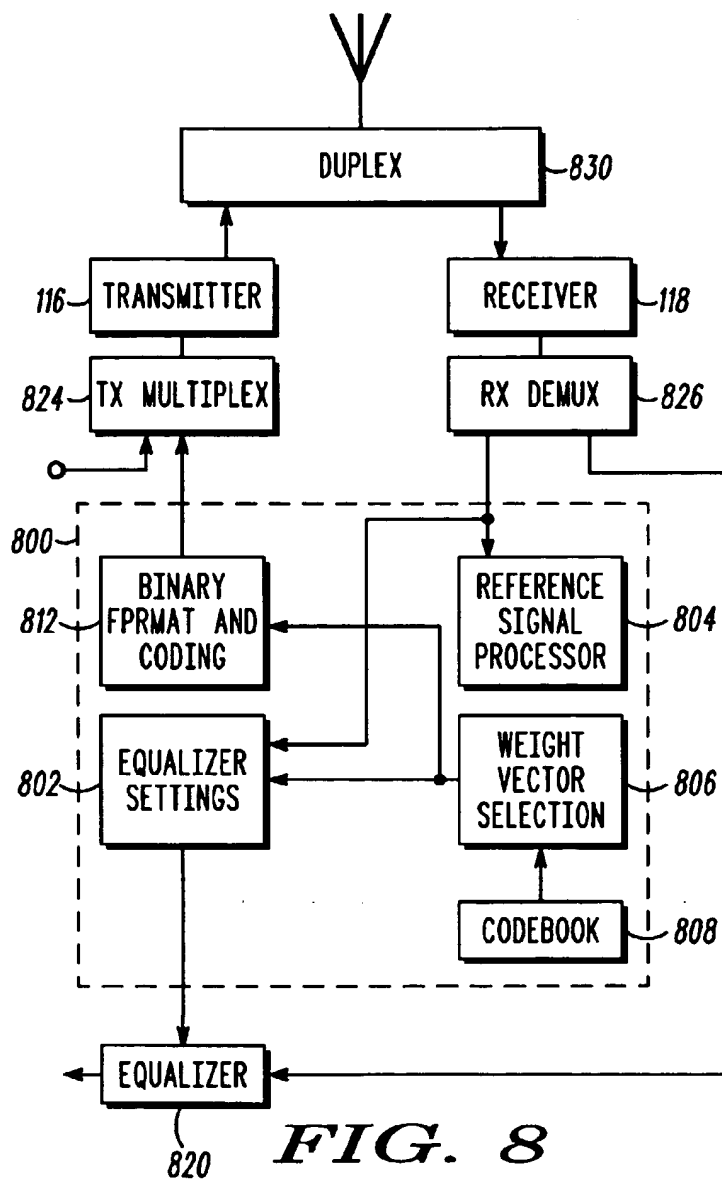 DUPLEX
830
116
TRANSMITTER
RECEIVER
118
824
TX MULTIPLEX
RX DEMUX
826
800
812
BINARY
FPRMAT AND
CODING
REFERENCE
SIGNAL
PROCESSOR
804
802
EQUALIZER
SETTINGS
WEIGHT
VECTOR
SELECTION
806
CODEBOOK
808
EQUALIZER
820
FIG. 8